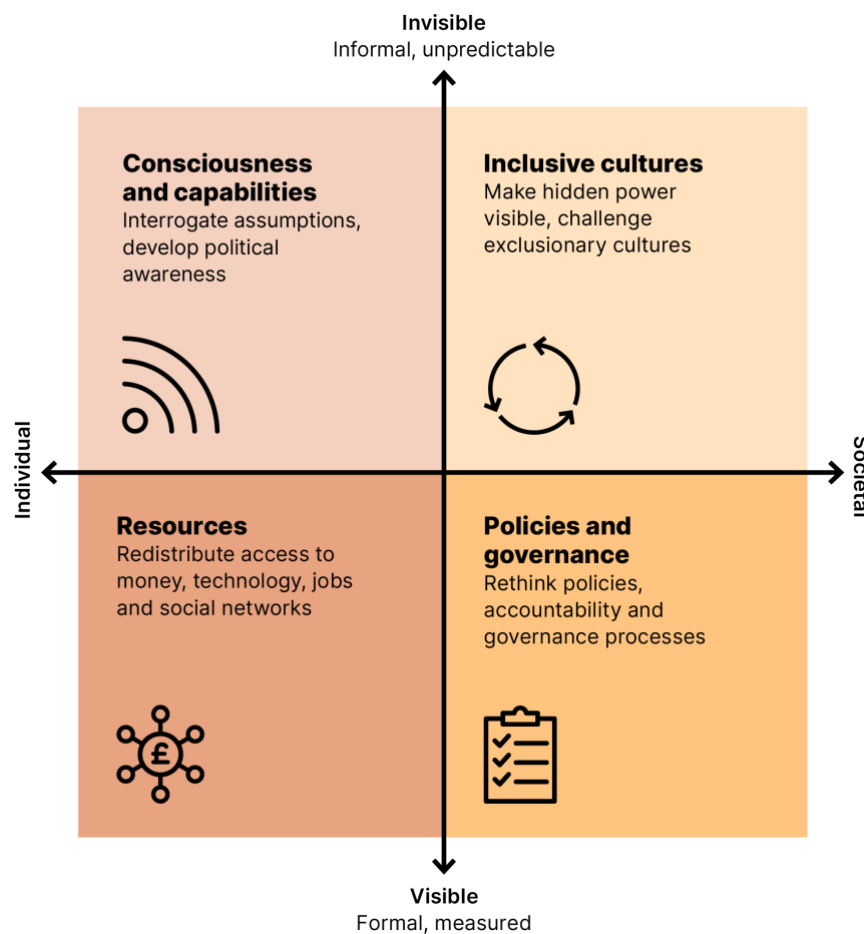 Invisible
Informal, unpredictable
Consciousness
and capabilities
Interrogate assumptions,
develop political
awareness
Inclusive cultures
Make hidden power
visible, challenge
exclusionary cultures
Individual
Societal
Resources
Redistribute access to
money, technology, jobs
and social networks
£
Policies and
governance
Rethink policies,
accountability and
governance processes
Visible
Formal, measured